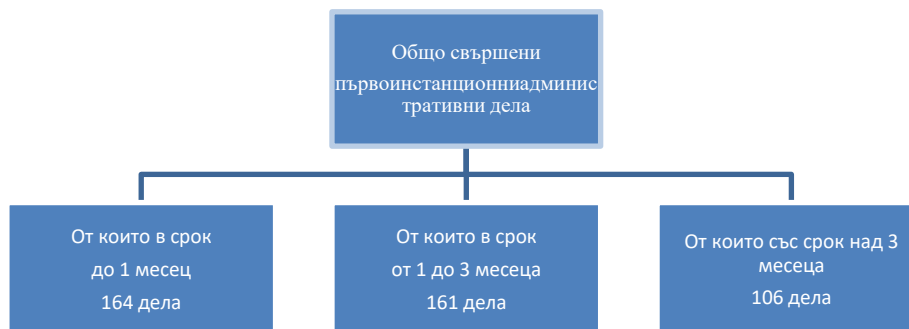 Общо свършени
първоинстанционниадминис
тративни дела
От които в срок
до 1 месец
164 дела
От които в срок
от 1 до 3 месеца
161 дела
От които със срок над 3
месеца
106 дела